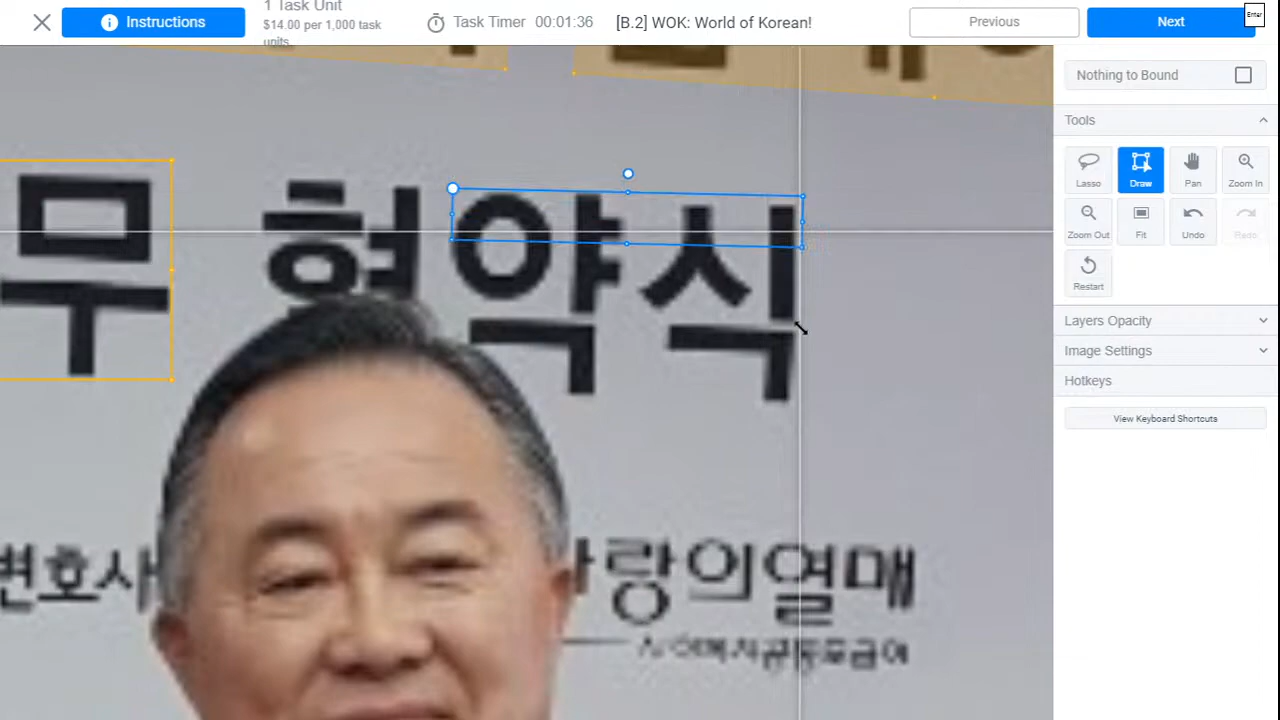 Instructions
1 Task Unit
$14.00 per 1,000 task units.
Task Timer 00:01:36
[B.2] WOK: World of Korean!
Previous
Next
Enter
Nothing to Bound
Tools
Lasso Draw Pan Zoom In
Zoom Out Fit Undo Redo
Restart
Layers Opacity
Image Settings
Hotkeys
View Keyboard Shortcuts
무 협약식
변호사
랑의열매